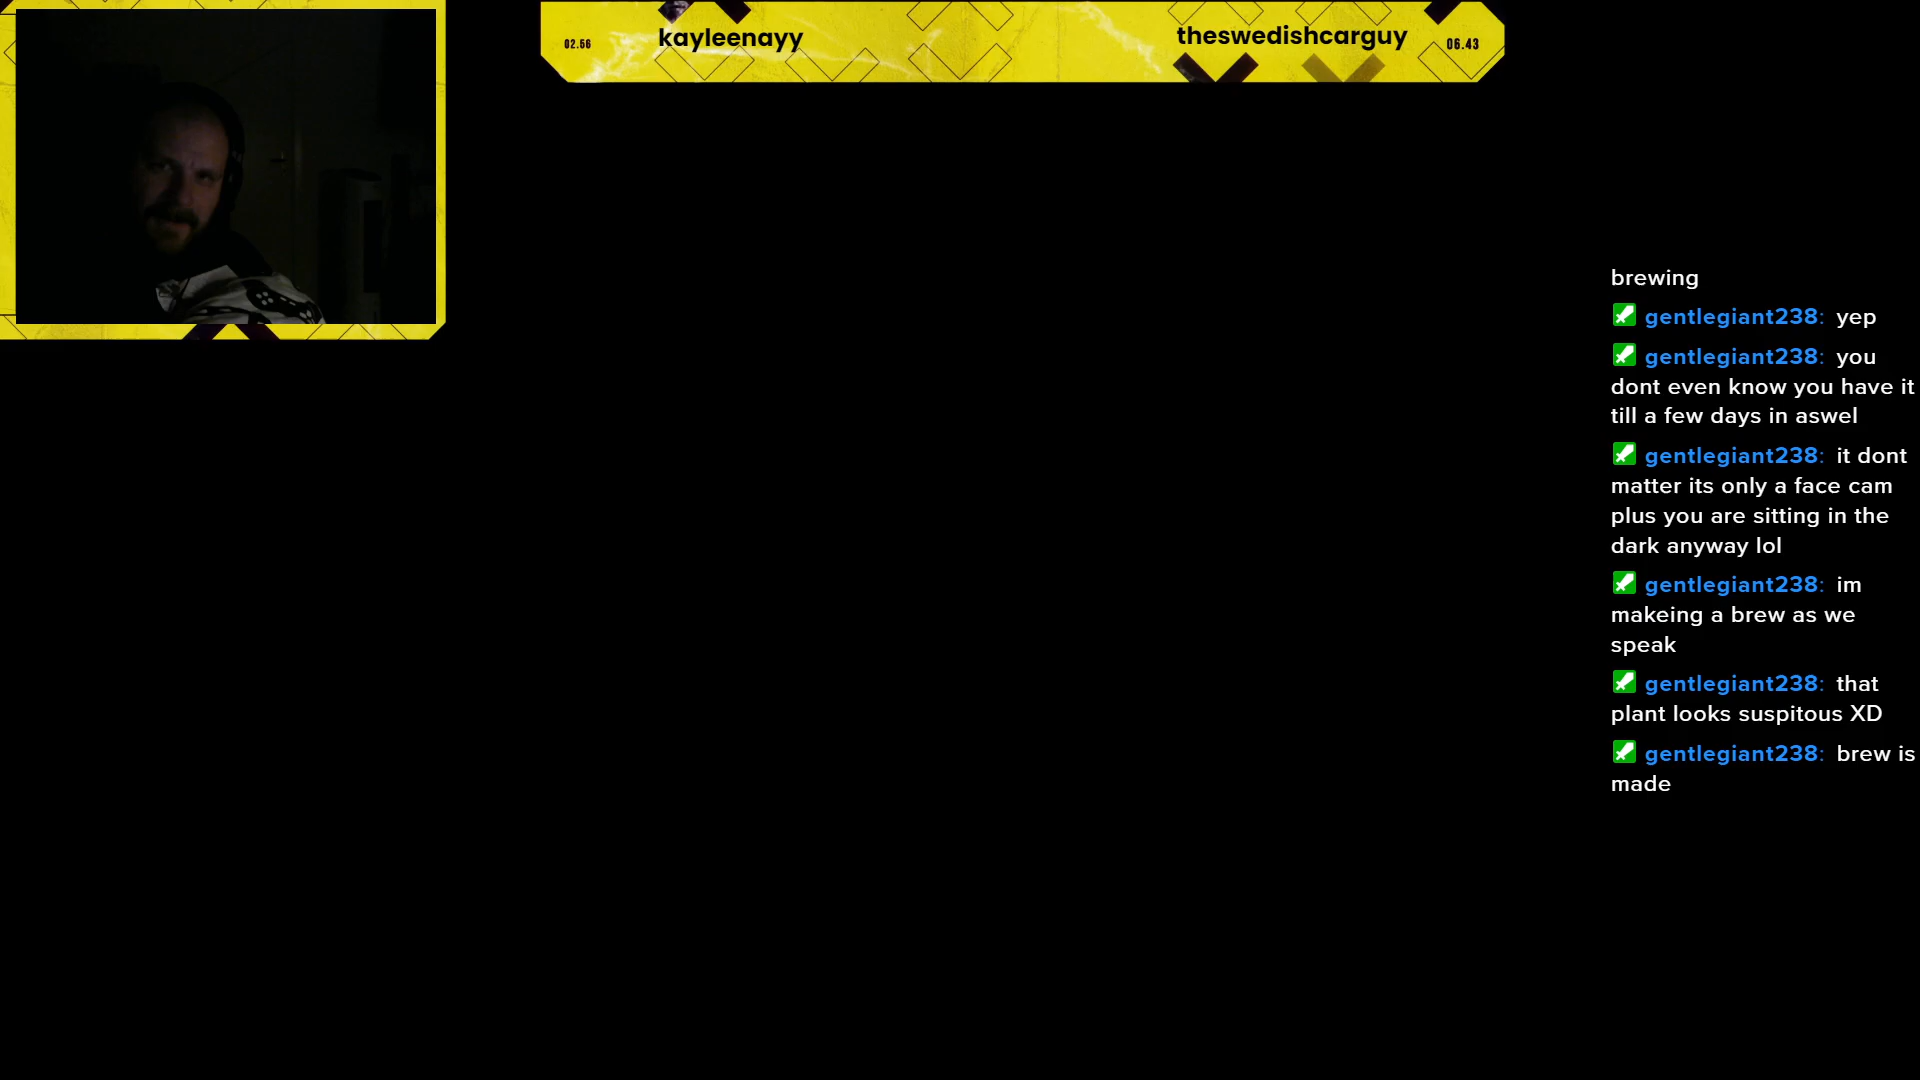 02.56
kayleenayy
theswedishcarguy
06.43
brewing
gentlegiant238: yep
gentlegiant238: you
dont even know you have it
till a few days in aswel
gentlegiant238: it dont
matter its only a face cam
plus you are sitting in the
dark anyway lol
gentlegiant238: im
makeing a brew as we
speak
gentlegiant238: that
plant looks suspitous XD
gentlegiant238: brew is
made